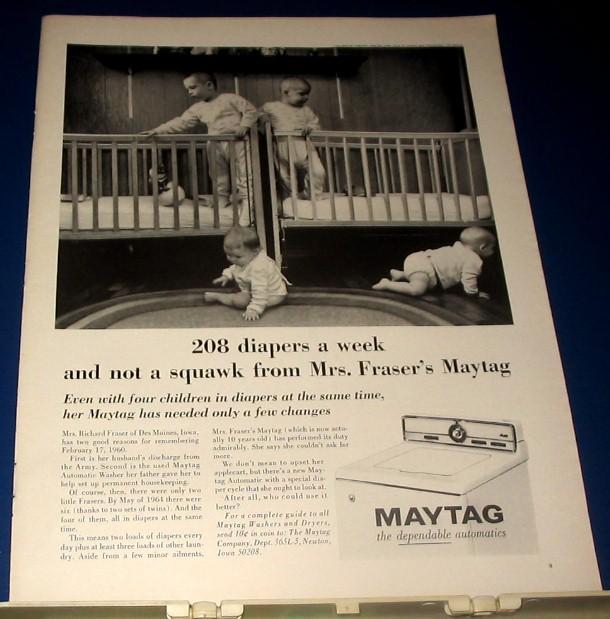 208 diapers a week
and not a squawk from Mrs. Fraser's Maytag
Even with four children in diapers at the same time,
her Maytag has needed only a few changes
Mrs. Richard Fraser of Des Moines, Iowa,
has two good reasons for remembering
February 17, 1960.
First is her husband's discharge from
the Army. Second is the used Maytag
Automatic Washer her father gave her to
help set up permanent housekeeping.
Of course, then, there were only two
little Frasers. By May of 1964 there were
six (thanks to two sets of twins). And the
four of them, all in diapers at the same
time.
This means two loads of diapers every
day plus at least three loads of other laun-
dry. Aside from a few minor ailments,
Mrs. Fraser's Maytag (which is now actu-
ally 10 years old) has performed its duty
admirably. She says she couldn't ask for
more.
We don't mean to upset her
applecart, but there's a new May-
tag Automatic with a special dia-
per cycle that she ought to look at.
After all, who could use it
better?
For a complete guide to all
Maytag Washers and Dryers,
send 10¢ in coin to: The Maytag
Company, Dept. 365L-5, Newton,
Iowa 50208.
MAYTAG
the dependable automatics